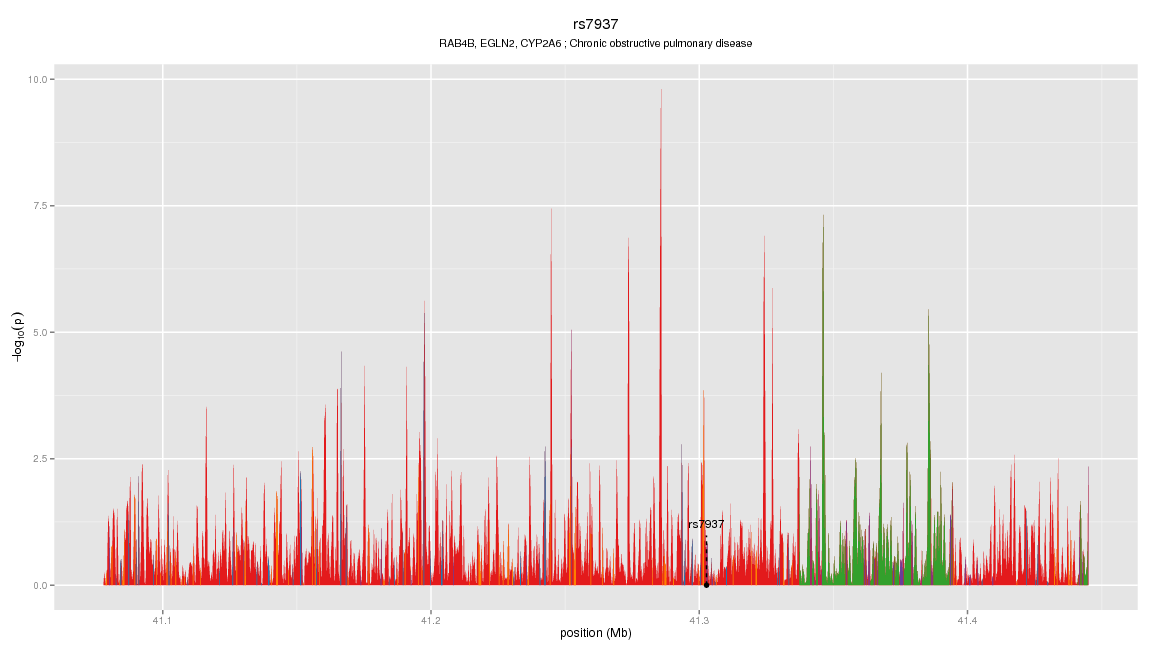 rs7937
RAB4B, EGLN2, CYP2A6 ; Chronic obstructive pulmonary disease
10.0
7.5
5.0
2.5
0.0
−log10(p)
rs7937
41.1
41.2
41.3
41.4
position (Mb)